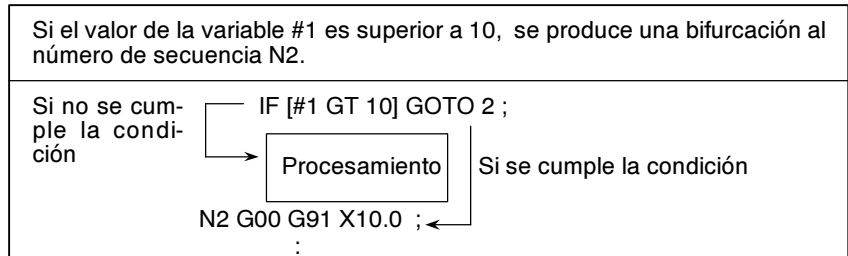 Si el valor de la variable #1 es superior a 10, se produce una bifurcación al
número de secuencia N2.
Si no se cum-
ple la condi-
ción
IF [#1 GT 10] GOTO 2 ;
Procesamiento
Si se cumple la condición
N2 G00 G91 X10.0 ;
: